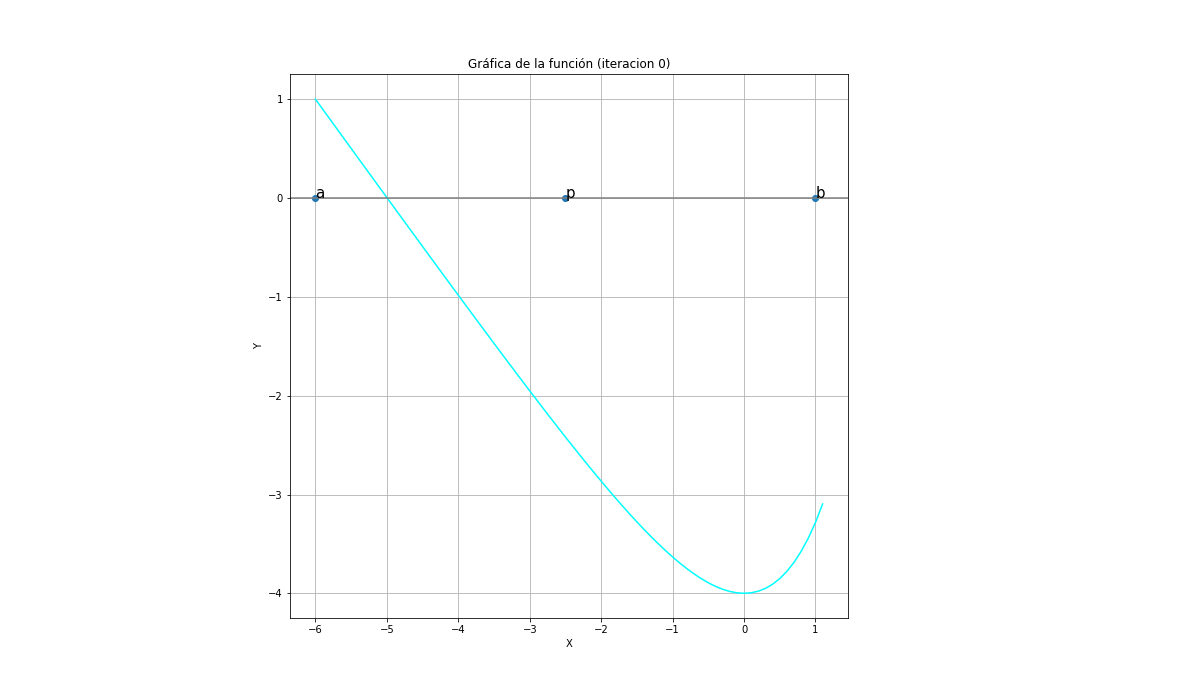 Gráfica de la función (iteracion 0)
1
0
−1
−2
−3
−4
Y
a
p
b
−6 −5 −4 −3 −2 −1 0 1
X